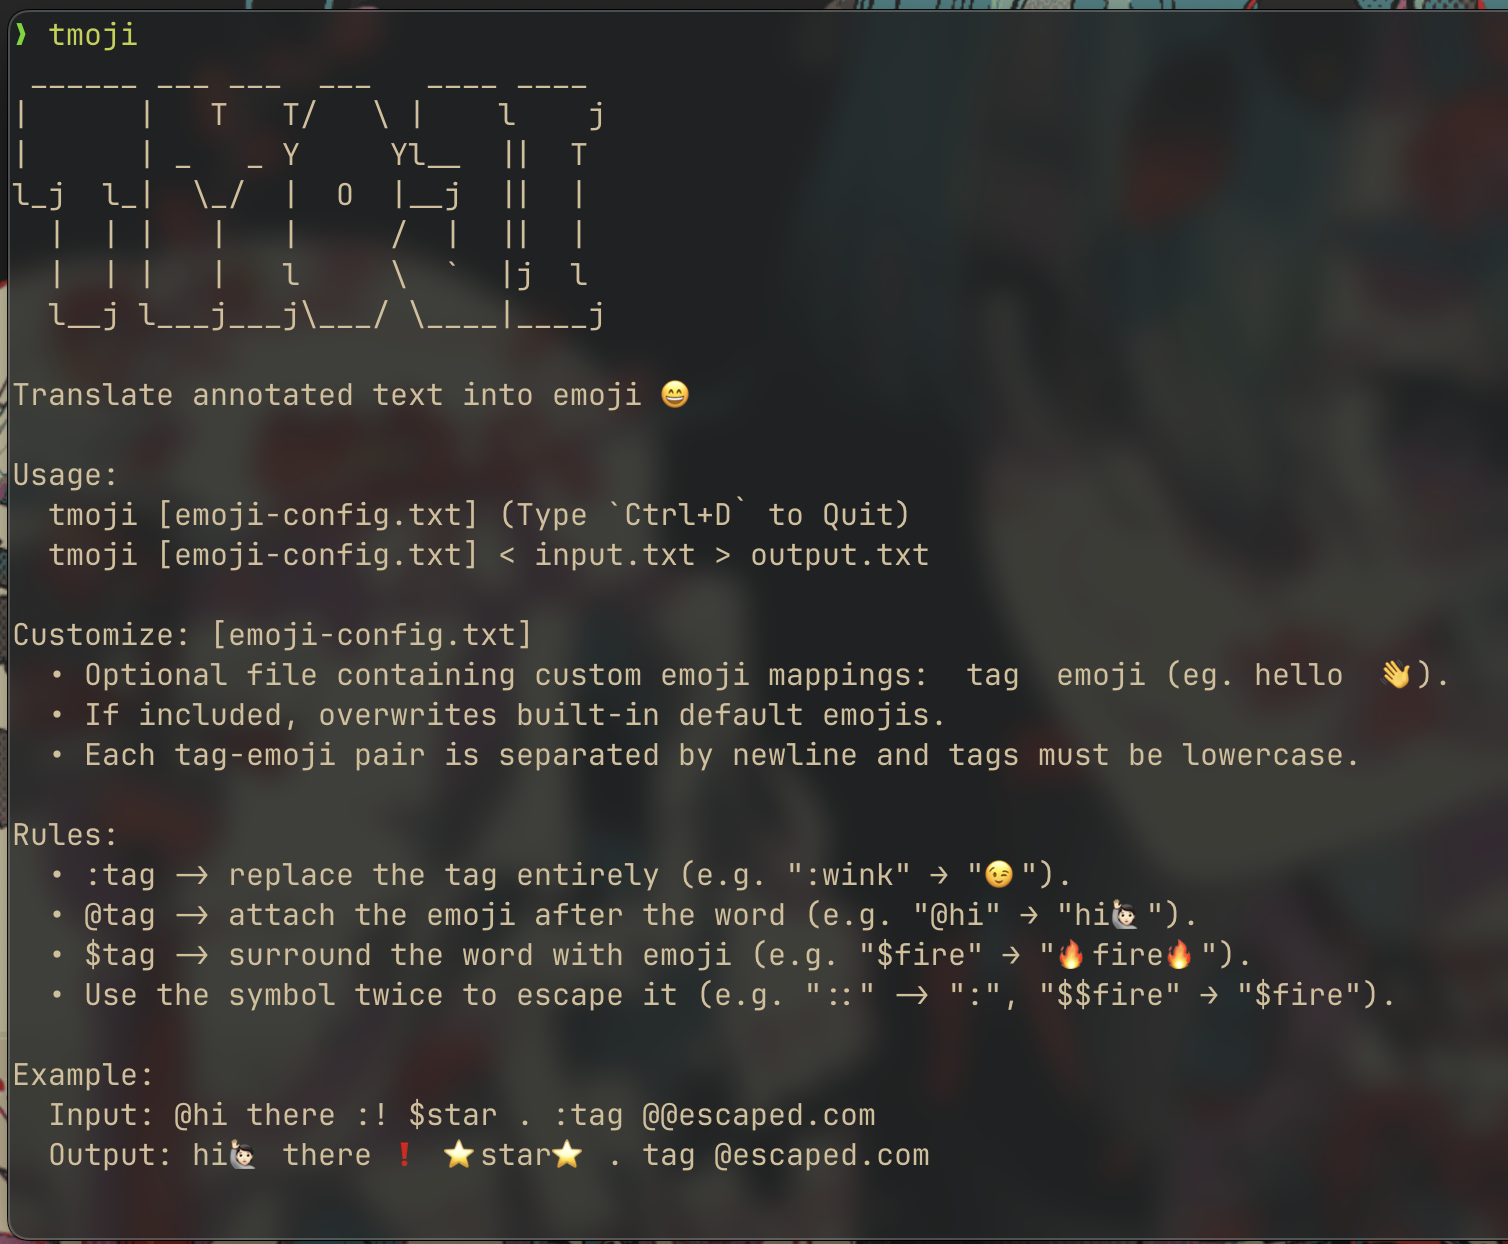 ❱ tmoji
 ______ ___ ___  ___   ____ ____
|      |   T   T/   \ |    l    j
|      | _   _ Y     Yl__  ||  T
l_j  l_|  \_/  |  O  |__j  ||  |
  |  | |   |   |     /  |  ||  |
  |  | |   |   l     \  `  |j  l
  l__j l___j___j\___/ \____|____j
Translate annotated text into emoji 😄
Usage:
  tmoji [emoji-config.txt] (Type `Ctrl+D` to Quit)
  tmoji [emoji-config.txt] < input.txt > output.txt
Customize: [emoji-config.txt]
  • Optional file containing custom emoji mappings:  tag  emoji (eg. hello  👋).
  • If included, overwrites built-in default emojis.
  • Each tag-emoji pair is separated by newline and tags must be lowercase.
Rules:
  • :tag → replace the tag entirely (e.g. ":wink" → "😉").
  • @tag → attach the emoji after the word (e.g. "@hi" → "hi🙋🏻").
  • $tag → surround the word with emoji (e.g. "$fire" → "🔥fire🔥").
  • Use the symbol twice to escape it (e.g. "::" → ":", "$$fire" → "$fire").
Example:
  Input: @hi there :! $star . :tag @@escaped.com
  Output: hi🙋🏻 there ❗ ⭐star⭐ . tag @escaped.com